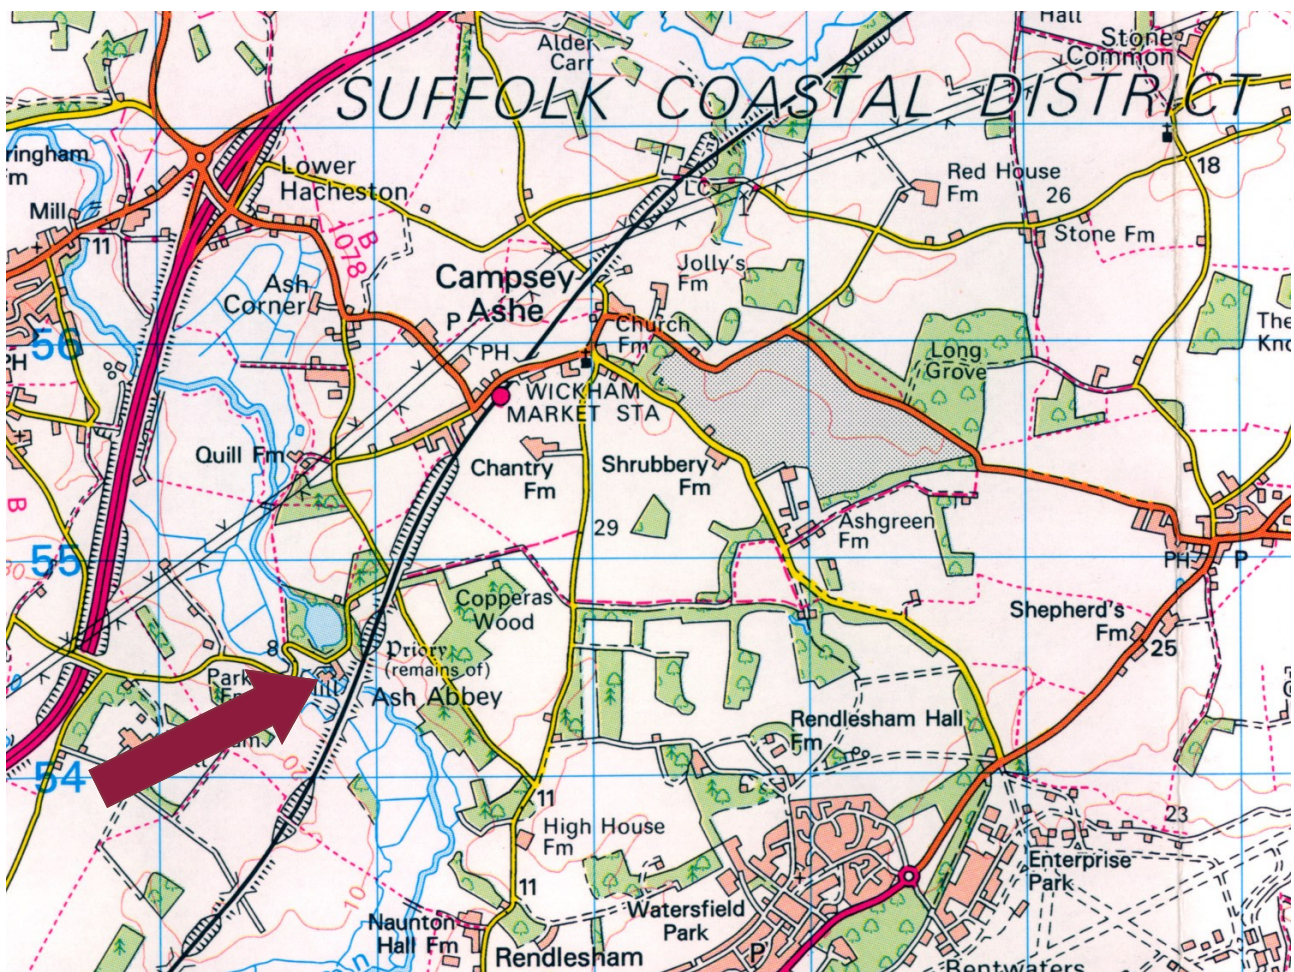 Hall
Stone
Common
Alder
Carr
SUFFOLK COASTAL DISTRICT
Lower
Hacheston
LC
Red House
Fm
26
18
Mill
11
B
1078
Stone Fm
Campsey
Ashe
Ash
Corner
Jolly's
Fm
P
Church
Fm
56
PH
PH
Long
Grove
The
WICKHAM
MARKET STA
Quill Fm
Chantry
Fm
Shrubbery
Fm
B
29
Ashgreen
Fm
55
PH
P
Copperas
Wood
Shepherd's
Fm
25
8
Priory
(remains of)
Ash Abbey
Park
Rendlesham Hall
Fm
54
11
23
High House
Fm
Enterprise
Park
10
11
Naunton
Hall Fm
Watersfield
Park
Rendlesham
P
Bentwaters